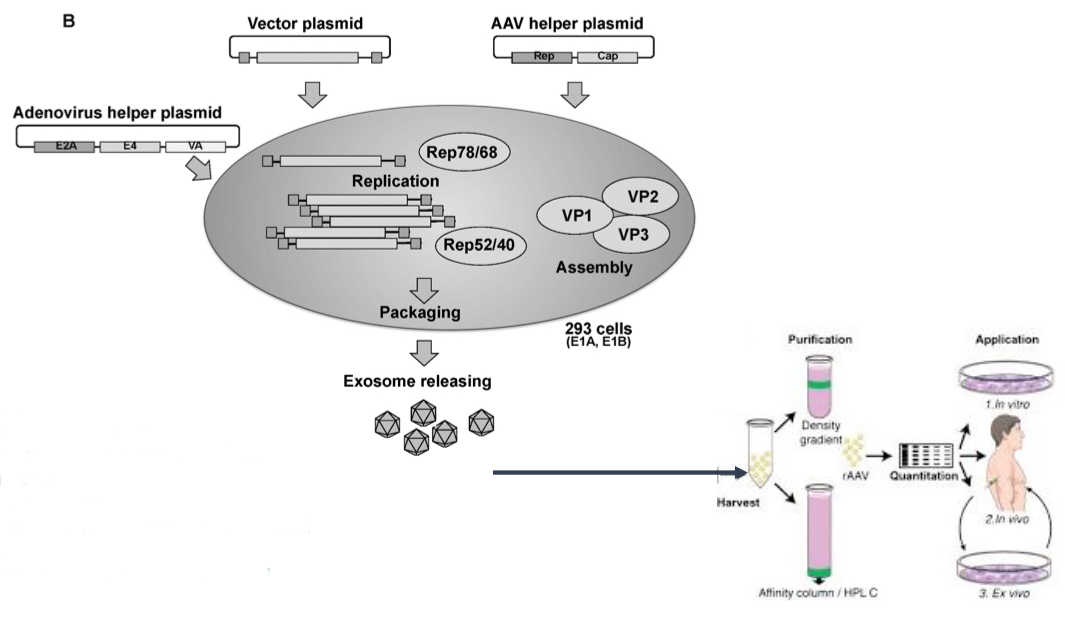 B
Vector plasmid
AAV helper plasmid
Rep
Cap
Adenovirus helper plasmid
E2A
E4
VA
Rep78/68
Replication
VP2
VP1
VP3
Rep52/40
Assembly
Packaging
293 cells
(E1A, E1B)
Exosome releasing
Purification
Application
1.In vitro
Density
gradient
rAAV
Quantitation
Harvest
2.In vivo
Affinity column / HPL C
3. Ex vivo